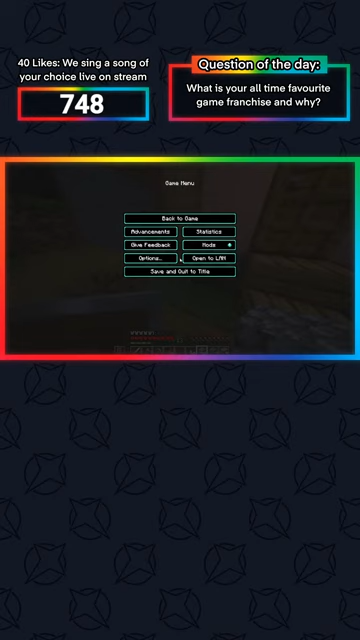 40 Likes: We sing a song of
your choice live on stream
748
Question of the day:
What is your all time favourite
game franchise and why?
Game Menu
Back to Game
Advancements
Statistics
Give Feedback
Mods
Options...
Open to LAN
Save and Quit to Title